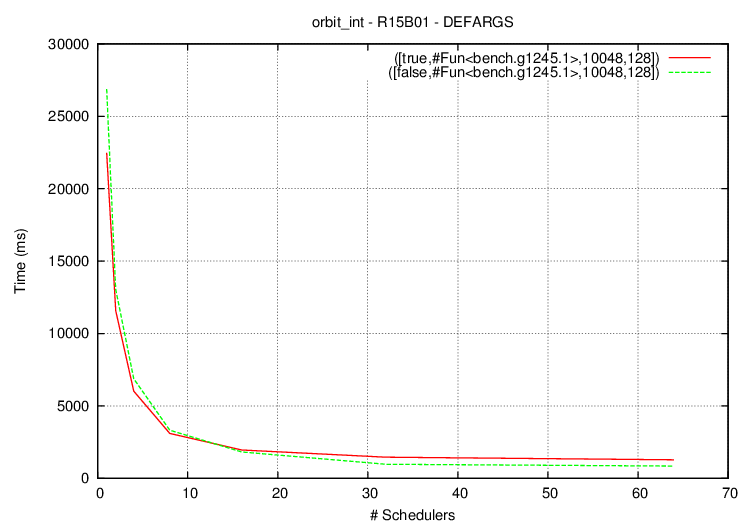 orbit_int - R15B01 - DEFARGS
([true,#Fun<bench.g1245.1>,10048,128])
([false,#Fun<bench.g1245.1>,10048,128])
30000
25000
20000
15000
10000
5000
0
Time (ms)
0 10 20 30 40 50 60 70
# Schedulers